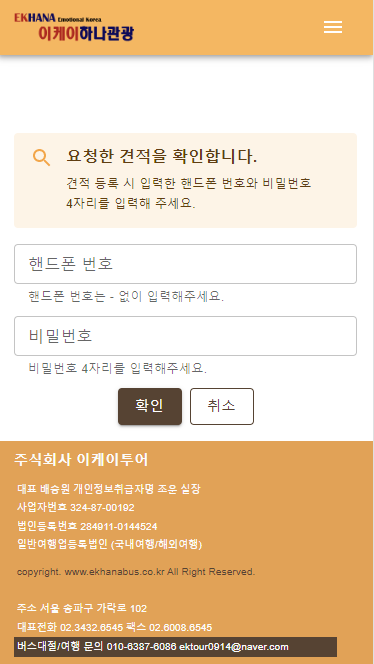 EKHANA Emotional Korea
이케이하나관광
요청한 견적을 확인합니다.
견적 등록 시 입력한 핸드폰 번호와 비밀번호
4자리를 입력해 주세요.
핸드폰 번호
핸드폰 번호는 - 없이 입력해주세요.
비밀번호
비밀번호 4자리를 입력해주세요.
확인 취소
주식회사 이케이투어
대표 배승원 개인정보취급자명 조은 실장
사업자번호 324-87-00192
법인등록번호 284911-0144524
일반여행업등록법인 (국내여행/해외여행)
copyright. www.ekhanabus.co.kr All Right Reserved.
주소 서울 송파구 가락로 102
대표전화 02.3432.6545 팩스 02.6008.6545
버스대절/여행 문의 010-6387-6086 ektour0914@naver.com